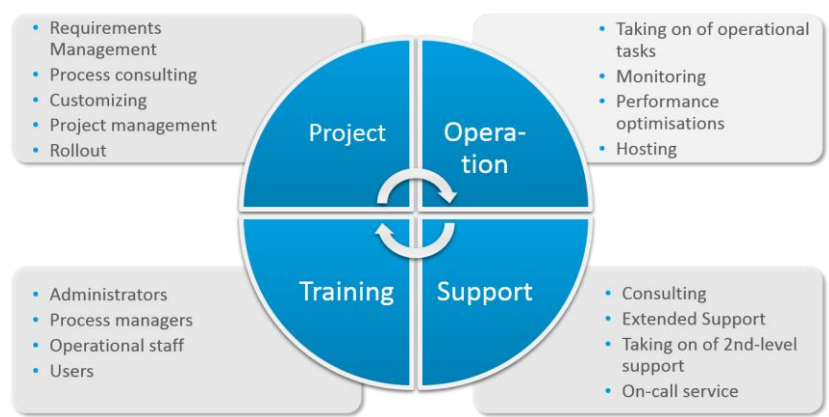 • Requirements
Management
• Process consulting
• Customizing
• Project management
• Rollout
Project
Opera-
tion
• Taking on of operational
tasks
• Monitoring
• Performance
optimisations
• Hosting
• Administrators
• Process managers
• Operational staff
• Users
Training
Support
• Consulting
• Extended Support
• Taking on of 2nd-level
support
• On-call service